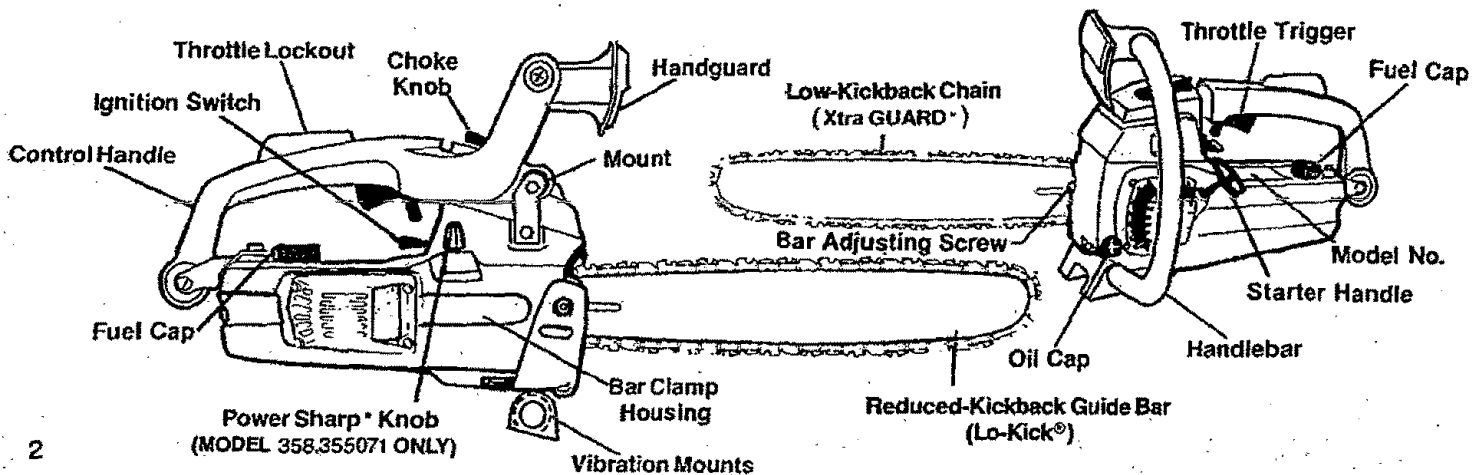 Throttle Lockout
Choke
Knob
Handguard
Ignition Switch
Control Handle
Mount
Fuel Cap
Power Sharp* Knob
(MODEL 358.355071 ONLY)
Bar Clamp
Housing
Vibration Mounts
Low-Kickback Chain
(Xtra GUARD*)
Throttle Trigger
Fuel Cap
Bar Adjusting Screw
Model No.
Starter Handle
Oil Cap
Handlebar
Reduced-Kickback Guide Bar
(Lo-Kick®)
2